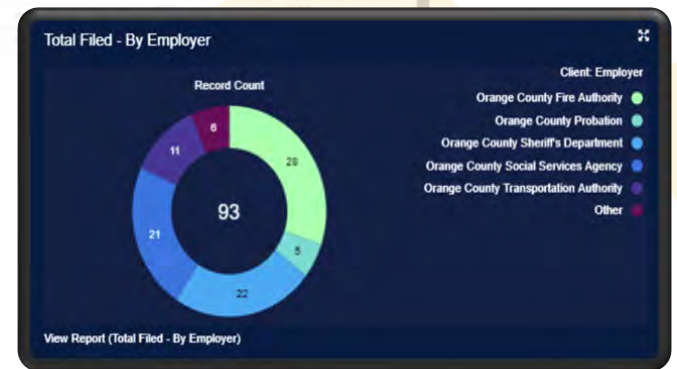 Total Filed - By Employer
Record Count
Client: Employer
Orange County Fire Authority
Orange County Probation
Orange County Sheriff's Department
Orange County Social Services Agency
Orange County Transportation Authority
Other
6
11
28
93
21
5
22
View Report (Total Filed - By Employer)